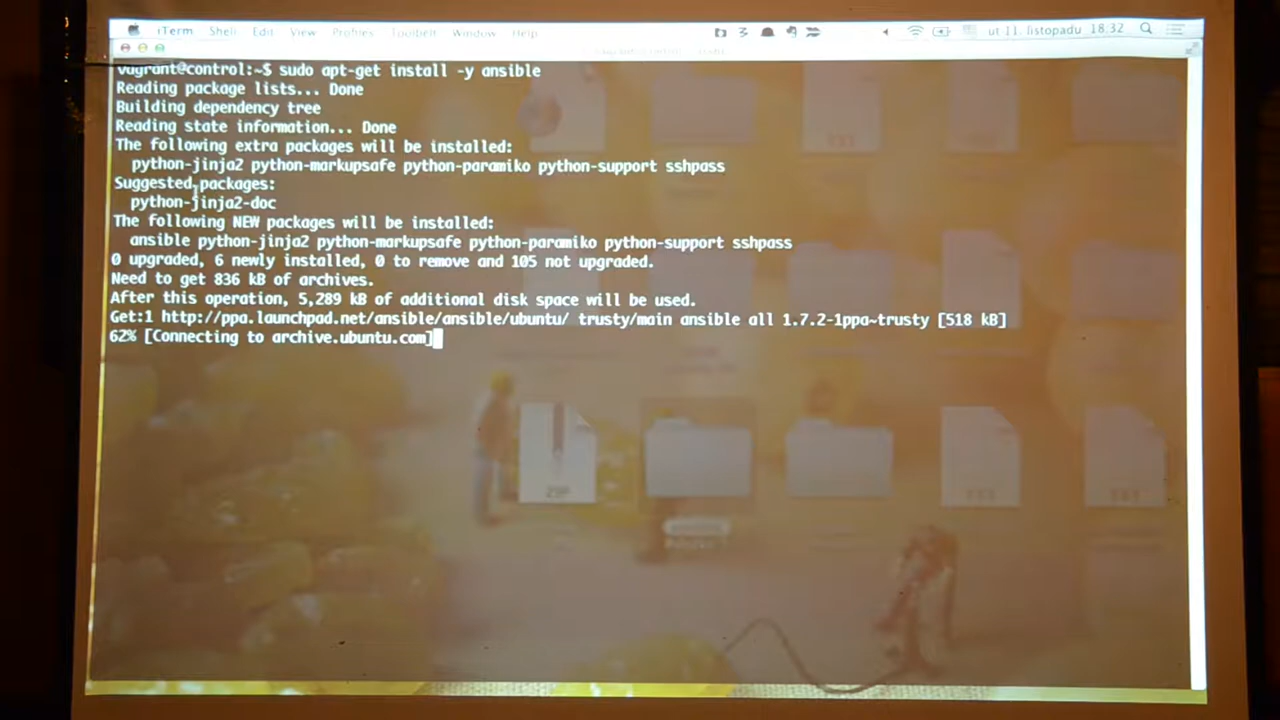 iTerm Shell Edit View Profiles Toolbelt Window Help út 11. listopadu 18:32
vagrant@control:~$ sudo apt-get install -y ansible
Reading package lists... Done
Building dependency tree
Reading state information... Done
The following extra packages will be installed:
python-jinja2 python-markupsafe python-paramiko python-support sshpass
Suggested packages:
python-jinja2-doc
The following NEW packages will be installed:
ansible python-jinja2 python-markupsafe python-paramiko python-support sshpass
0 upgraded, 6 newly installed, 0 to remove and 105 not upgraded.
Need to get 836 kB of archives.
After this operation, 5,289 kB of additional disk space will be used.
Get:1 http://ppa.launchpad.net/ansible/ansible/ubuntu/ trusty/main ansible all 1.7.2-1ppa~trusty [518 kB]
62% [Connecting to archive.ubuntu.com]
ZIP